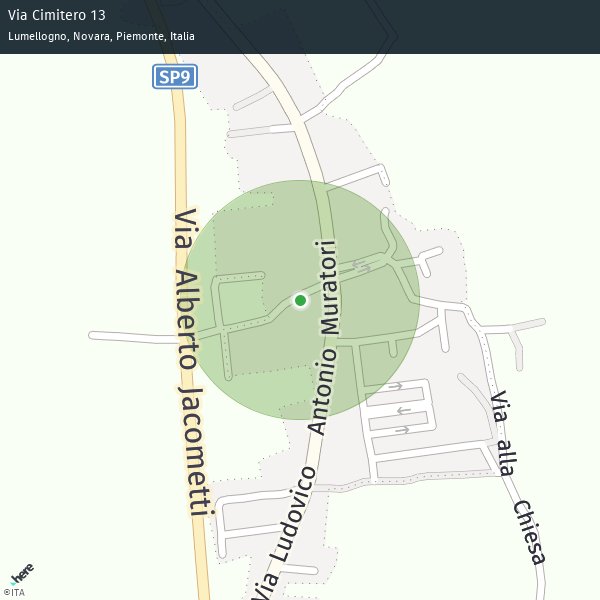 Via Cimitero 13
Lumellogno, Novara, Piemonte, Italia
SP9
Via Alberto Jacometti
Via Ludovico Antonio Muratori
Via alla Chiesa
here
©ITA